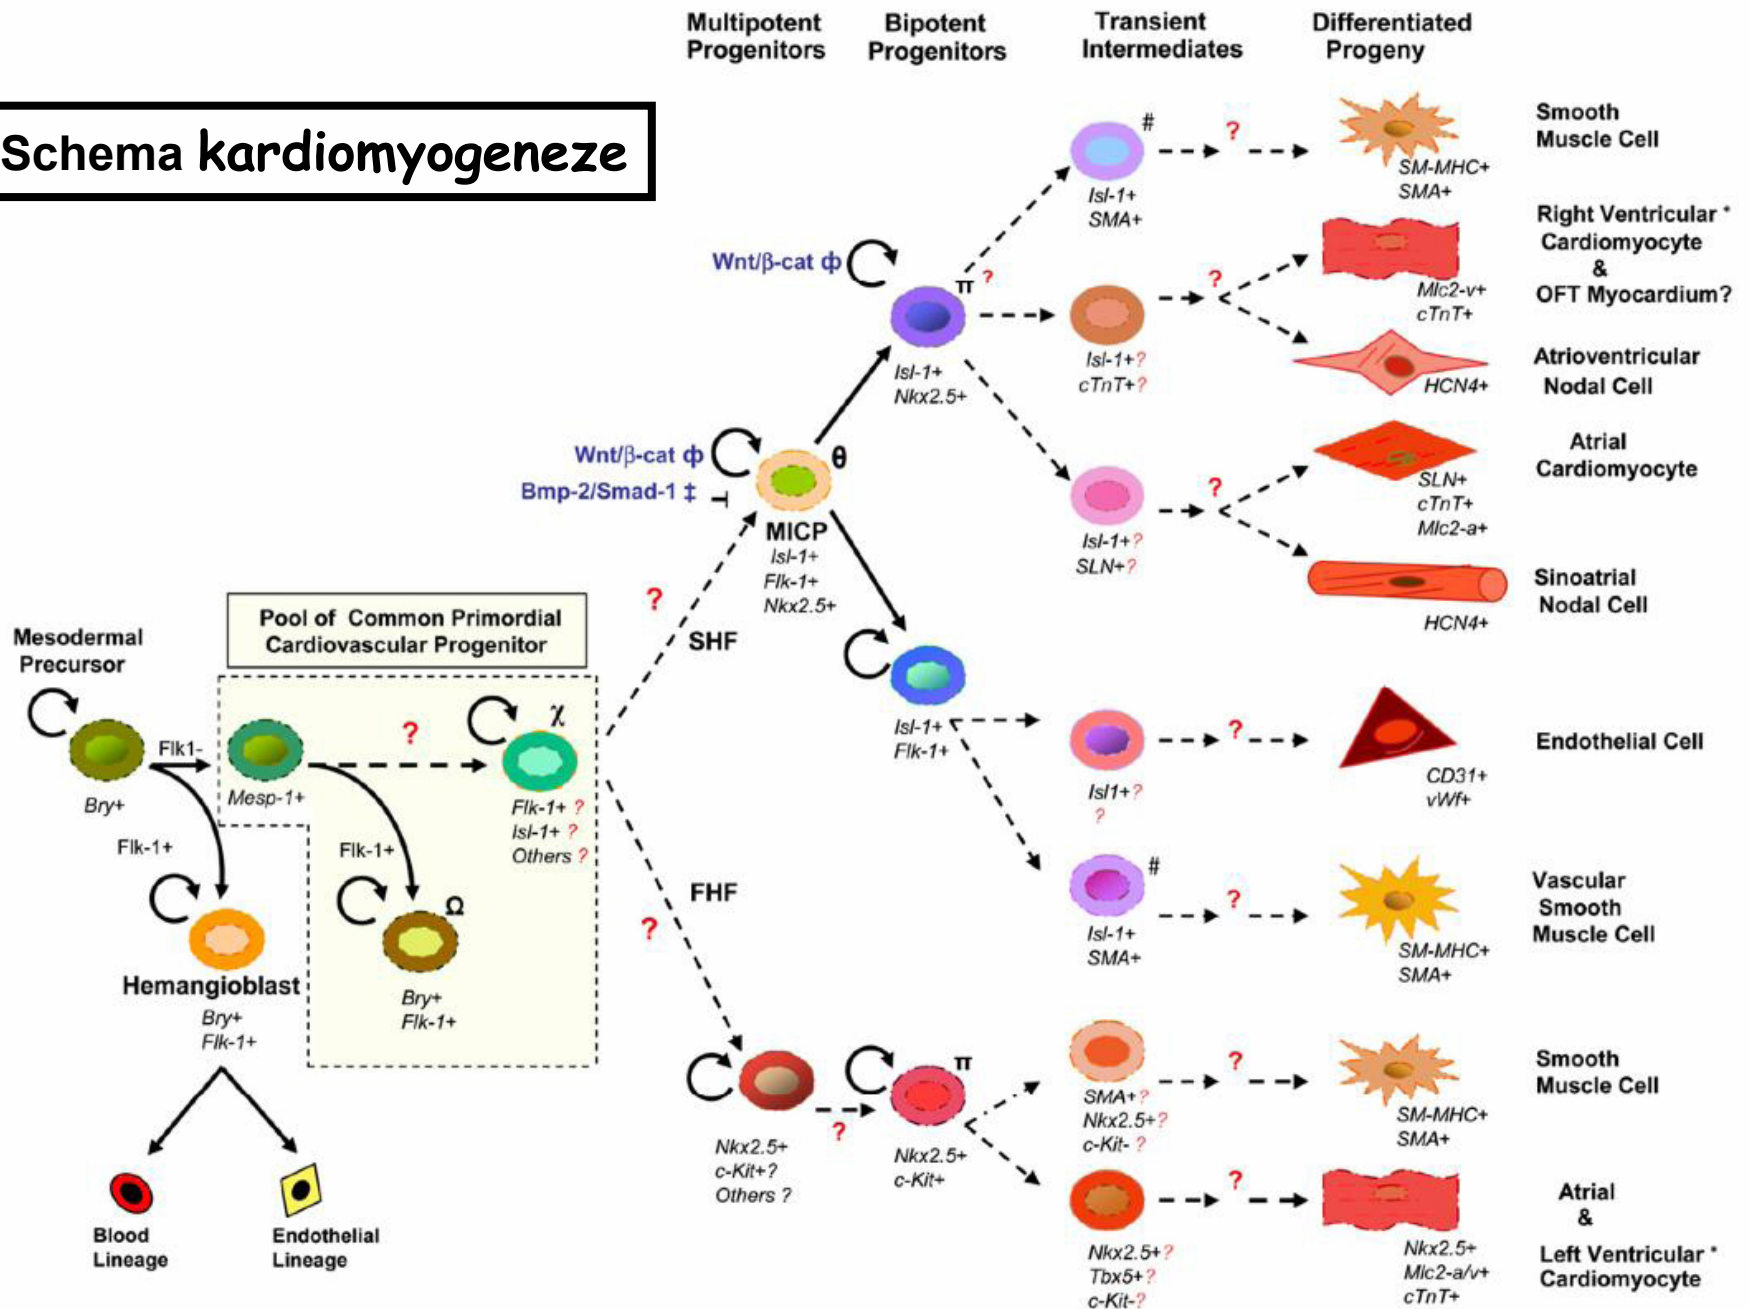 Multipotent
Progenitors
Bipotent
Progenitors
Transient
Intermediates
Differentiated
Progeny
Schema kardiomyogeneze
#
?
Smooth
Muscle Cell
Isl-1+
SMA+
SM-MHC+
SMA+
Wnt/β-cat ф
π ?
?
Right Ventricular *
Cardiomyocyte
&
OFT Myocardium?
Mlc2-v+
cTnT+
Isl-1+
Nkx2.5+
Isl-1+?
cTnT+?
HCN4+
Atrioventricular
Nodal Cell
Wnt/β-cat ф
Bmp-2/Smad-1 ‡
θ
MICP
Isl-1+
Flk-1+
Nkx2.5+
?
Isl-1+?
SLN+?
SLN+
cTnT+
Mlc2-a+
Atrial
Cardiomyocyte
HCN4+
Sinoatrial
Nodal Cell
?
SHF
Pool of Common Primordial
Cardiovascular Progenitor
Mesodermal
Precursor
Bry+
Flk1-
Mesp-1+
?
χ
Flk-1+ ?
Isl-1+ ?
Others ?
Flk-1+
Flk-1+
Ω
Hemangioblast
Bry+
Flk-1+
Bry+
Flk-1+
Blood
Lineage
Endothelial
Lineage
Isl-1+
Flk-1+
Isl1+?
?
?
CD31+
vWf+
Endothelial Cell
#
Isl-1+
SMA+
?
SM-MHC+
SMA+
Vascular
Smooth
Muscle Cell
FHF
?
Nkx2.5+
c-Kit+?
Others ?
?
π
Nkx2.5+
c-Kit+
SMA+?
Nkx2.5+?
c-Kit- ?
?
SM-MHC+
SMA+
Smooth
Muscle Cell
Nkx2.5+?
Tbx5+?
c-Kit-?
?
Nkx2.5+
Mlc2-a/v+
cTnT+
Atrial
&
Left Ventricular *
Cardiomyocyte